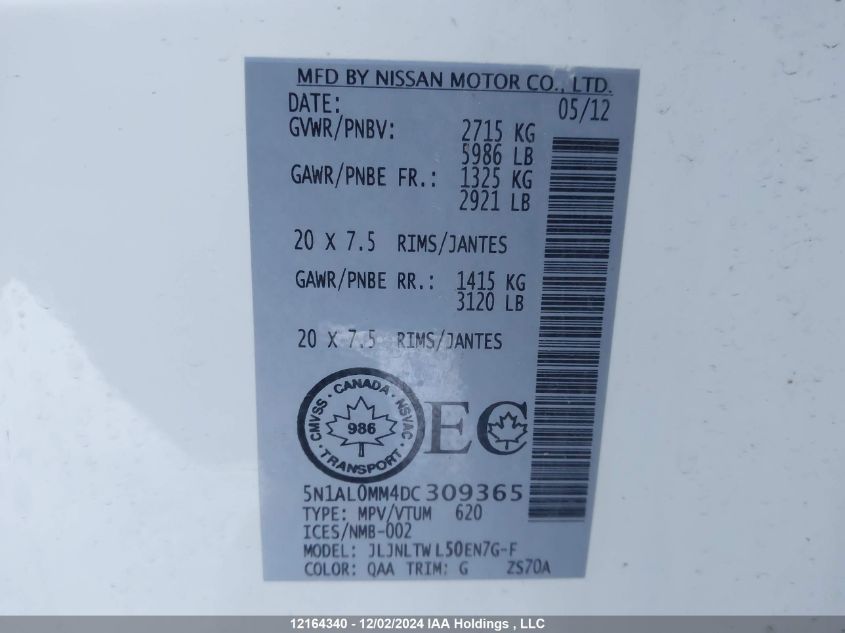 MFD BY NISSAN MOTOR CO., LTD.
DATE: 05/12
GVWR/PNBV: 2715 KG
5986 LB
GAWR/PNBE FR.: 1325 KG
2921 LB
20 X 7.5 RIMS/JANTES
GAWR/PNBE RR.: 1415 KG
3120 LB
20 X 7.5 RIMS/JANTES
CMVSS · CANADA · NSVAC · TRANSPORT ·
986
EC
5N1AL0MM4DC309365
TYPE: MPV/VTUM 620
ICES/NMB-002
MODEL: JLJNLTWL50EN7G-F
COLOR: QAA TRIM: G ZS70A
12164340 - 12/02/2024 IAA Holdings , LLC